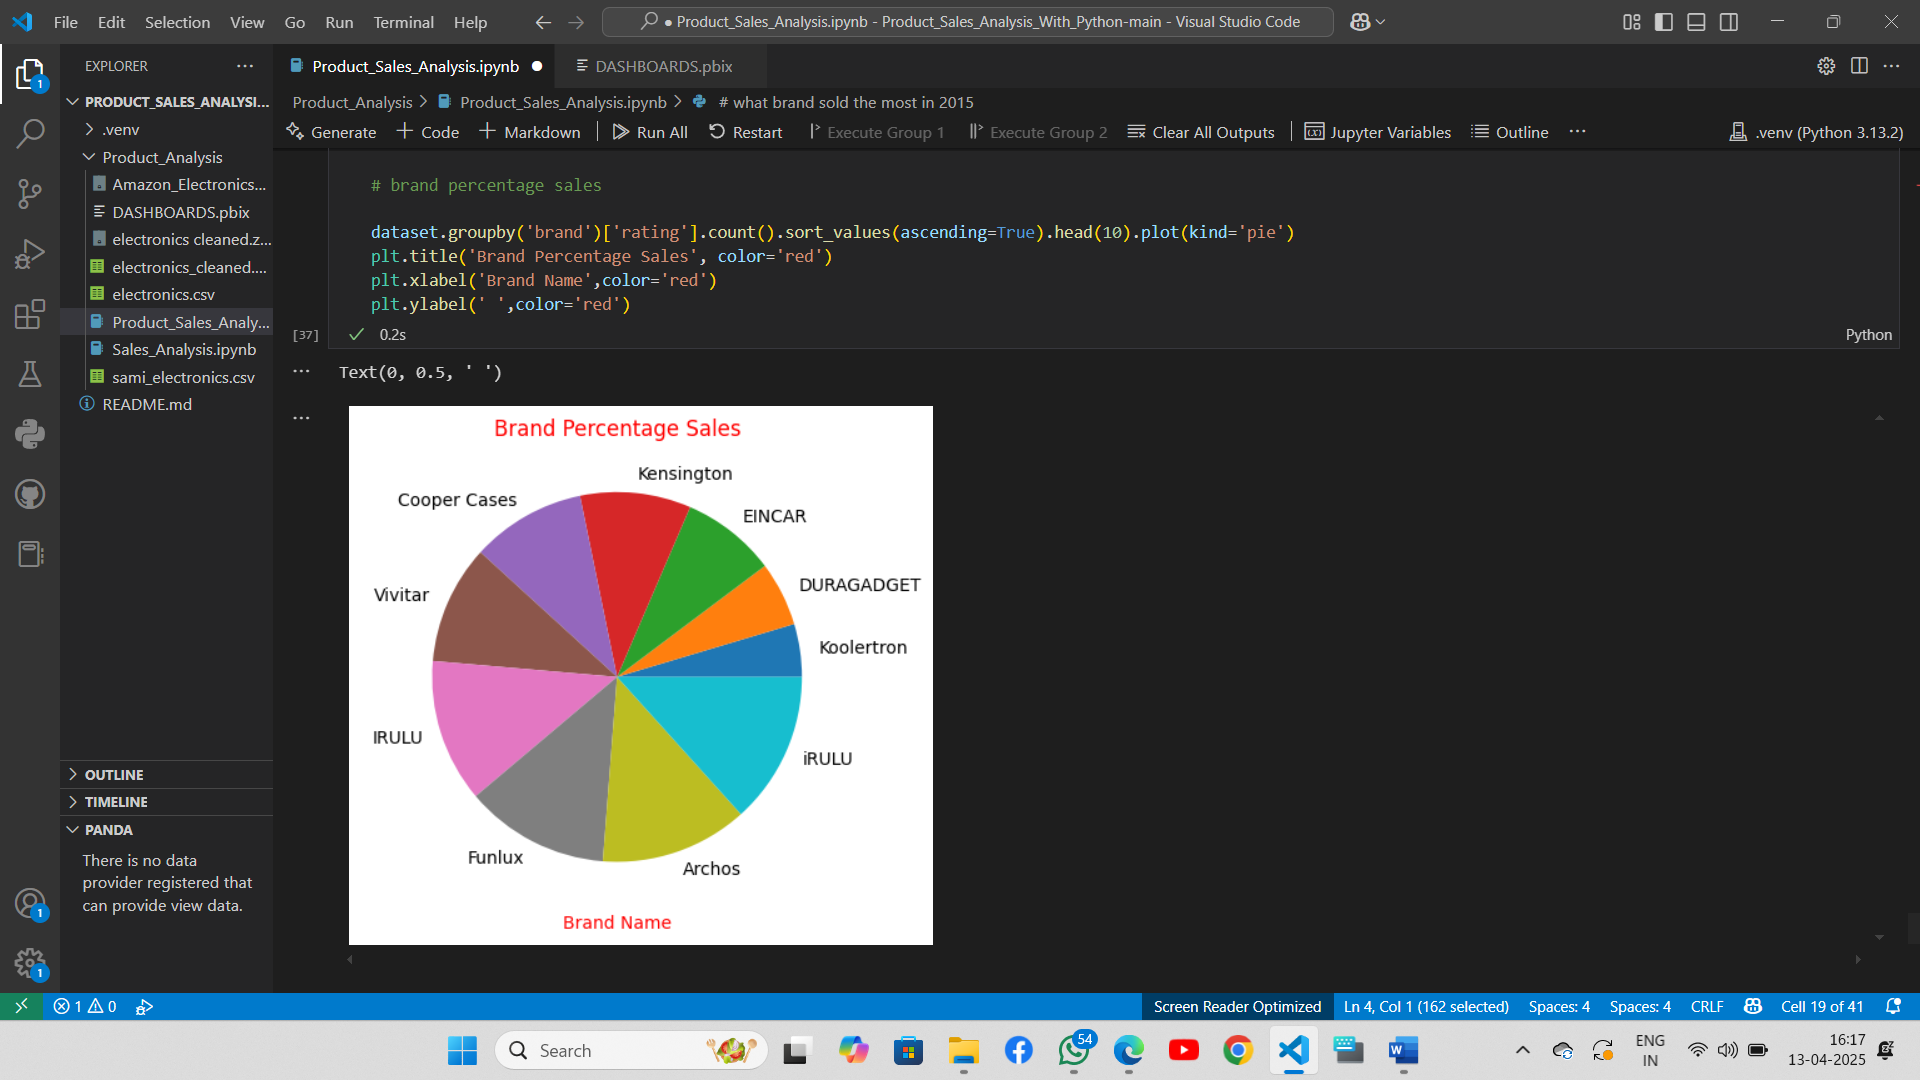 File Edit Selection View Go Run Terminal Help
● Product_Sales_Analysis.ipynb - Product_Sales_Analysis_With_Python-main - Visual Studio Code
EXPLORER
PRODUCT_SALES_ANALYSI...
.venv
Product_Analysis
Amazon_Electronics...
DASHBOARDS.pbix
electronics cleaned.z...
electronics_cleaned....
electronics.csv
Product_Sales_Analy...
Sales_Analysis.ipynb
sami_electronics.csv
README.md
OUTLINE
TIMELINE
PANDA
There is no data
provider registered that
can provide view data.
1
1
1
Product_Sales_Analysis.ipynb ●
DASHBOARDS.pbix
Product_Analysis > Product_Sales_Analysis.ipynb > # what brand sold the most in 2015
Generate + Code + Markdown | Run All Restart Execute Group 1 Execute Group 2 Clear All Outputs | Jupyter Variables Outline ... .venv (Python 3.13.2)
# brand percentage sales
dataset.groupby('brand')['rating'].count().sort_values(ascending=True).head(10).plot(kind='pie')
plt.title('Brand Percentage Sales', color='red')
plt.xlabel('Brand Name',color='red')
plt.ylabel(' ',color='red')
[37] ✓ 0.2s Python
Text(0, 0.5, ' ')
Brand Percentage Sales
Kensington
Cooper Cases
EINCAR
DURAGADGET
Vivitar
Koolertron
IRULU
iRULU
Funlux
Archos
Brand Name
1 0
Screen Reader Optimized Ln 4, Col 1 (162 selected) Spaces: 4 Spaces: 4 CRLF Cell 19 of 41
Search
54
ENG
IN
16:17
13-04-2025